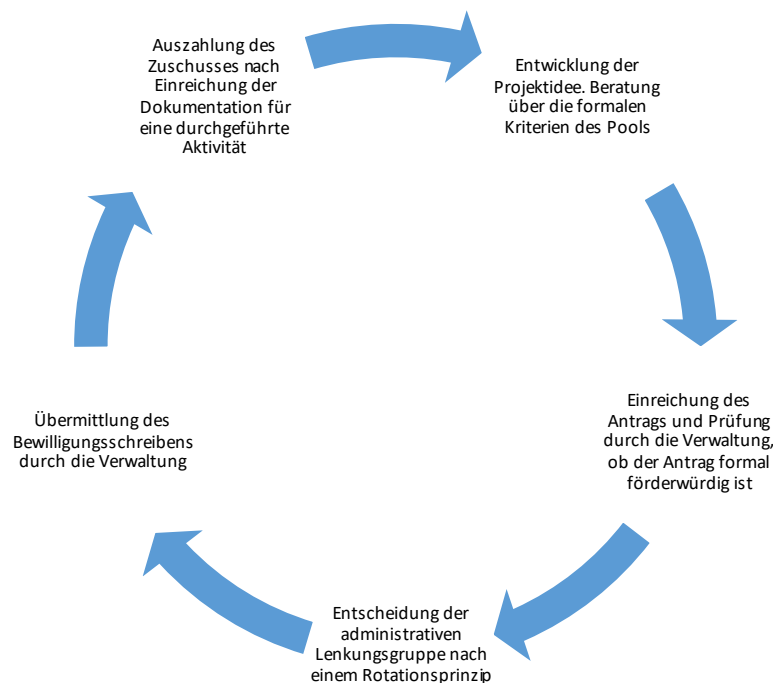 Auszahlung des
Zuschusses nach
Einreichung der
Dokumentation für
eine durchgeführte
Aktivität
Entwicklung der
Projektidee. Beratung
über die formalen
Kriterien des Pools
Einreichung des
Antrags und Prüfung
durch die Verwaltung,
ob der Antrag formal
förderwürdig ist
Entscheidung der
administrativen
Lenkungsgruppe nach
einem Rotationsprinzip
Übermittlung des
Bewilligungsschreibens
durch die Verwaltung